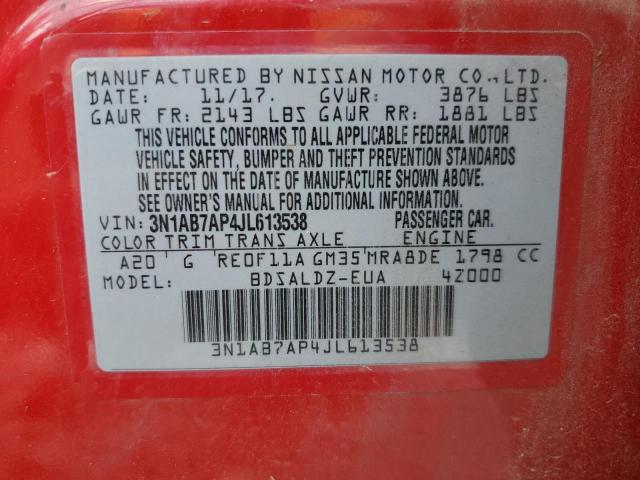 MANUFACTURED BY NISSAN MOTOR CO., LTD.
DATE: 11/17. GVWR: 3876 LBS
GAWR FR: 2143 LBS GAWR RR: 1881 LBS
THIS VEHICLE CONFORMS TO ALL APPLICABLE FEDERAL MOTOR
VEHICLE SAFETY, BUMPER AND THEFT PREVENTION STANDARDS
IN EFFECT ON THE DATE OF MANUFACTURE SHOWN ABOVE.
SEE OWNER'S MANUAL FOR ADDITIONAL INFORMATION.
VIN: 3N1AB7AP4JL613538 PASSENGER CAR.
COLOR TRIM TRANS AXLE ENGINE
A20 G RE0F11A GM35 MRA8DE 1798 CC
MODEL: BDSALDZ-EUA 4Z000
3N1AB7AP4JL613538